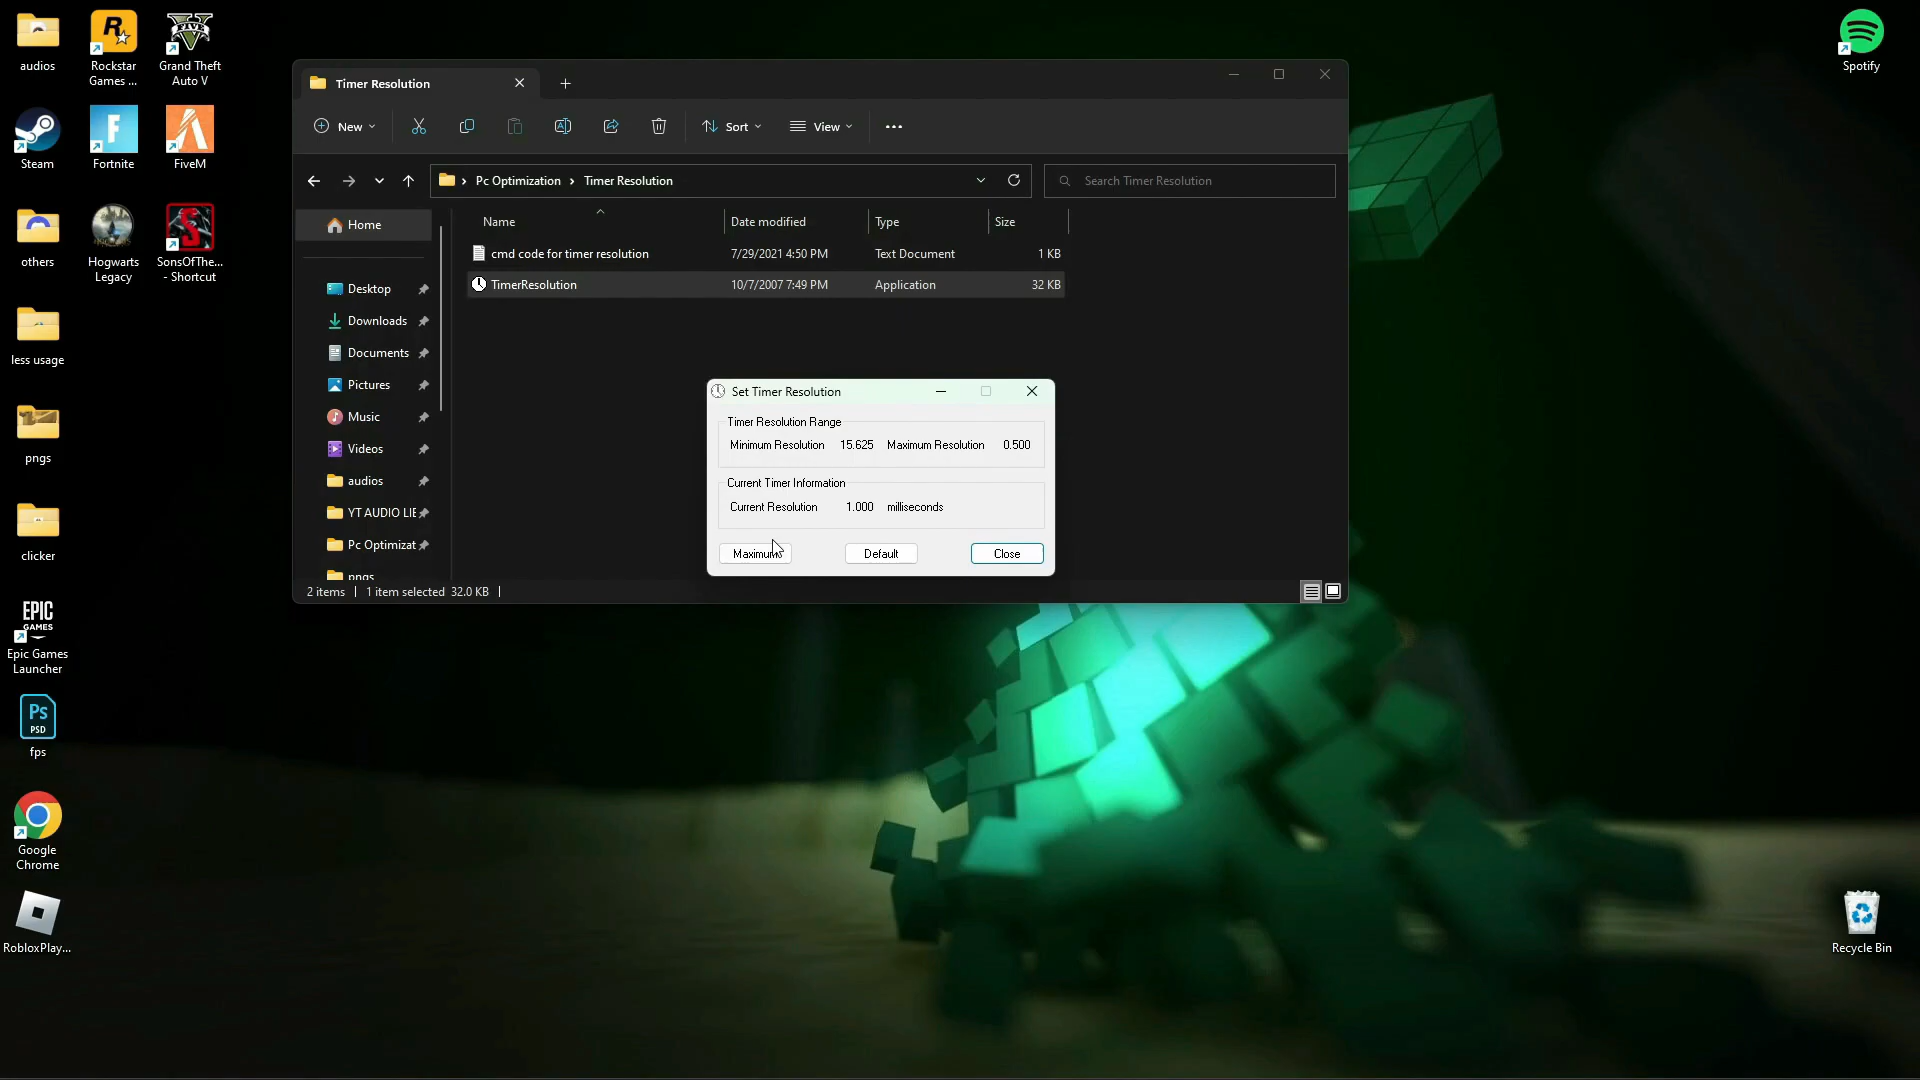 audios
Rockstar
Games ...
Grand Theft
Auto V
Spotify
Steam
Fortnite
FiveM
others
Hogwarts
Legacy
SonsOfThe...
- Shortcut
less usage
pngs
clicker
EPIC
GAMES
Epic Games
Launcher
Ps
PSD
fps
Google
Chrome
RobloxPlay...
Recycle Bin
Timer Resolution
New
Sort
View
Pc Optimization > Timer Resolution
Search Timer Resolution
Name Date modified Type Size
cmd code for timer resolution 7/29/2021 4:50 PM Text Document 1 KB
TimerResolution 10/7/2007 7:49 PM Application 32 KB
Home
Desktop
Downloads
Documents
Pictures
Music
Videos
audios
YT AUDIO LIE
Pc Optimizat
pngs
2 items 1 item selected 32.0 KB
Set Timer Resolution
Timer Resolution Range
Minimum Resolution 15.625 Maximum Resolution 0.500
Current Timer Information
Current Resolution 1.000 milliseconds
Maximum Default Close